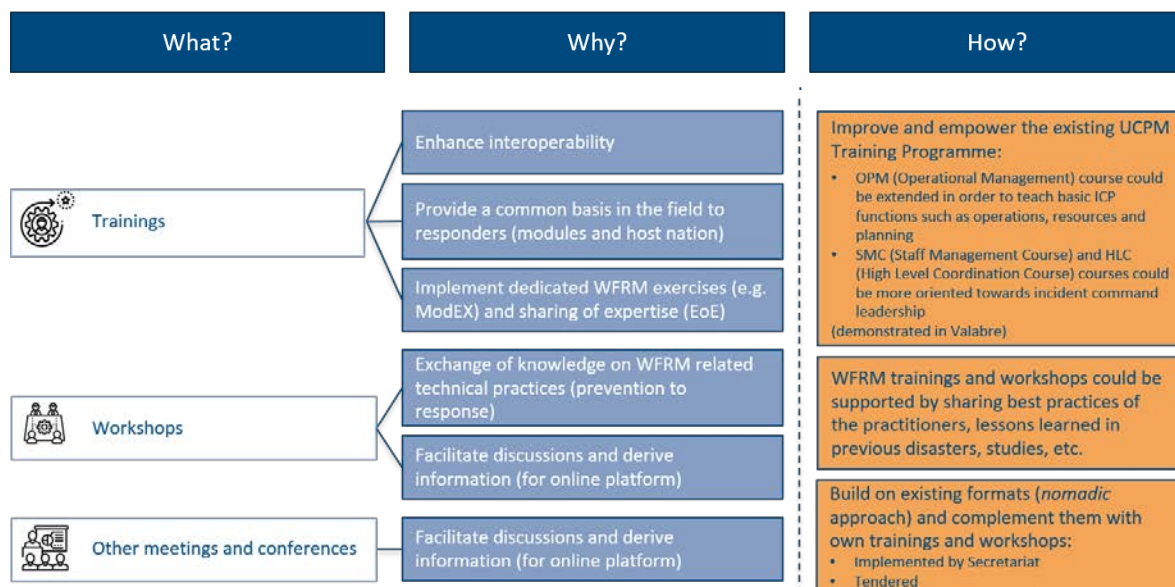 What?
Why?
How?
Trainings
Enhance interoperability
Provide a common basis in the field to
responders (modules and host nation)
Implement dedicated WFRM exercises (e.g.
ModEX) and sharing of expertise (EoE)
Workshops
Exchange of knowledge on WFRM related
technical practices (prevention to
response)
Facilitate discussions and derive
information (for online platform)
Other meetings and conferences
Facilitate discussions and derive
information (for online platform)
Improve and empower the existing UCPM
Training Programme:
• OPM (Operational Management) course could
be extended in order to teach basic ICP
functions such as operations, resources and
planning
• SMC (Staff Management Course) and HLC
(High Level Coordination Course) courses could
be more oriented towards incident command
leadership
(demonstrated in Valabre)
WFRM trainings and workshops could be
supported by sharing best practices of
the practitioners, lessons learned in
previous disasters, studies, etc.
Build on existing formats (nomadic
approach) and complement them with
own trainings and workshops:
• Implemented by Secretariat
• Tendered